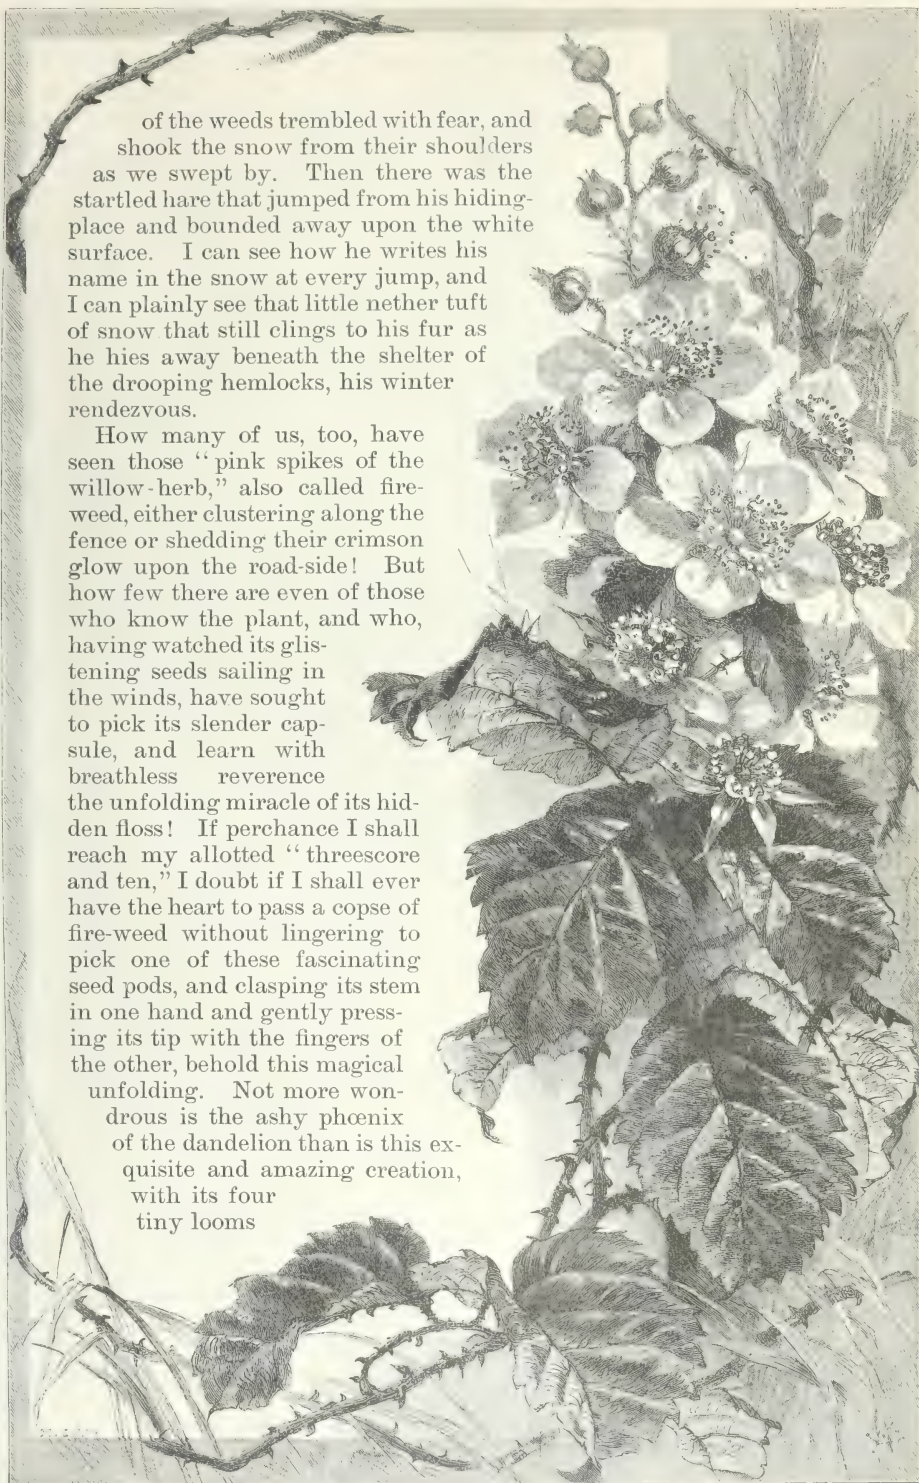 of the weeds trembled with fear, and
shook the snow from their shoulders
as we swept by. Then there was the
startled hare that jumped from his hiding-
place and bounded away upon the white
surface. I can see how he writes his
name in the snow at every jump, and
I can plainly see that little nether tuft
of snow that still clings to his fur as
he hies away beneath the shelter of
the drooping hemlocks, his winter
rendezvous.
How many of us, too, have
seen those “pink spikes of the
willow-herb,” also called fire-
weed, either clustering along the
fence or shedding their crimson
glow upon the road-side! But
how few there are even of those
who know the plant, and who,
having watched its glis-
tening seeds sailing in
the winds, have sought
to pick its slender cap-
sule, and learn with
breathless reverence
the unfolding miracle of its hid-
den floss! If perchance I shall
reach my allotted “threescore
and ten,” I doubt if I shall ever
have the heart to pass a copse of
fire-weed without lingering to
pick one of these fascinating
seed pods, and clasping its stem
in one hand and gently press-
ing its tip with the fingers of
the other, behold this magical
unfolding. Not more won-
drous is the ashy phœnix
of the dandelion than is this ex-
quisite and amazing creation,
with its four
tiny looms